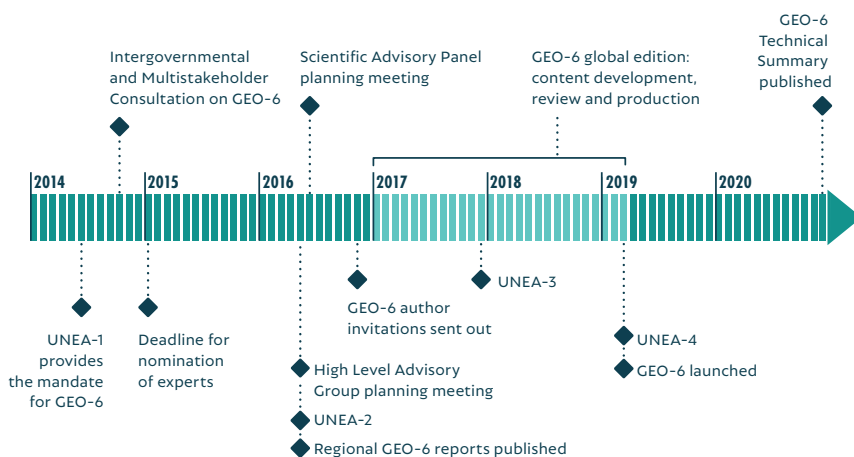 Intergovernmental
and Multistakeholder
Consultation on GEO-6
Scientific Advisory Panel
planning meeting
GEO-6 global edition:
content development,
review and production
GEO-6
Technical
Summary
published
2014
2015
2016
2017
2018
2019
2020
UNEA-1
provides
the mandate
for GEO-6
Deadline for
nomination
of experts
High Level Advisory
Group planning meeting
UNEA-2
Regional GEO-6 reports published
GEO-6 author
invitations sent out
UNEA-3
UNEA-4
GEO-6 launched